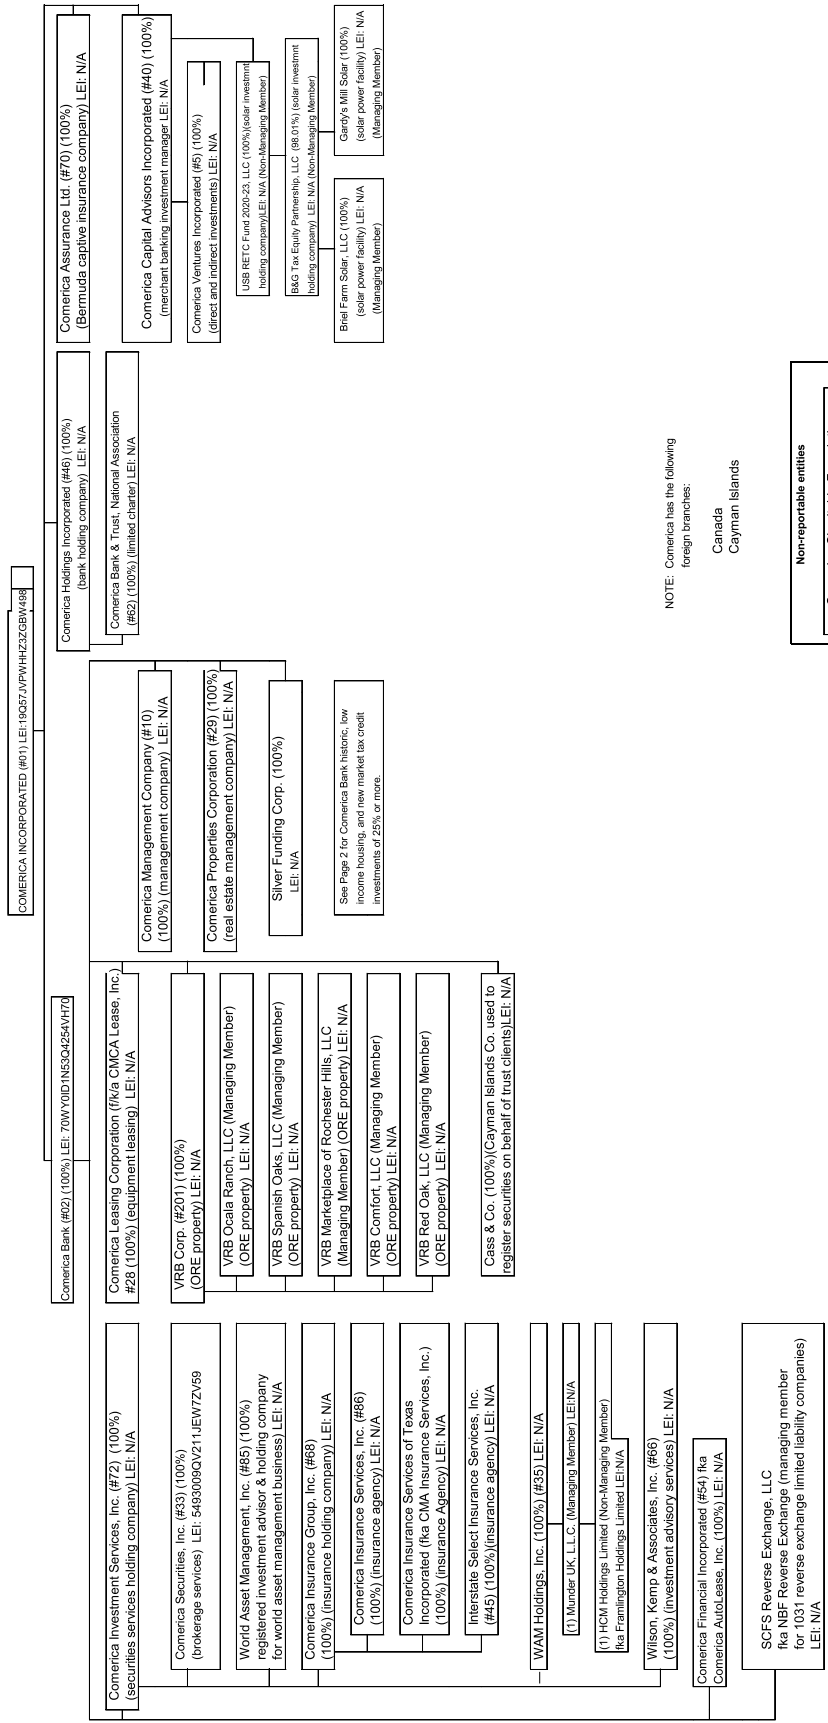 COMERICA INCORPORATED (#01) LEI:19Q57JVPWHHZ3ZGBW498
Comerica Bank (#02) (100%) LEI: 70WY0ID1N53Q4254VH70
Comerica Holdings Incorporated (#46) (100%)
(bank holding company) LEI: N/A
Comerica Bank & Trust, National Association
(#62) (100%) (limited charter) LEI: N/A
Comerica Assurance Ltd. (#70) (100%)
(Bermuda captive insurance company) LEI: N/A
Comerica Capital Advisors Incorporated (#40) (100%)
(merchant banking investment manager LEI: N/A
Comerica Ventures Incorporated (#5) (100%)
(direct and indirect investments) LEI: N/A
USB RETC Fund 2020-23, LLC (100%)(solar investmnt
holding company)LEI: N/A (Non-Managing Member)
B&G Tax Equity Partnership, LLC (98.01%) (solar investmnt
holding company) LEI: N/A (Non-Managing Member)
Briel Farm Solar, LLC (100%)
(solar power facility) LEI: N/A
(Managing Member)
Gardy's Mill Solar (100%)
(solar power facility) LEI: N/A
(Managing Member)
Comerica Investment Services, Inc. (#72) (100%)
(securities services holding company) LEI: N/A
Comerica Securities, Inc. (#33) (100%)
(brokerage services) LEI: 5493009QV211JEW7ZV59
World Asset Management, Inc. (#85) (100%)
registered investment advisor & holding company
for world asset management business) LEI: N/A
Comerica Insurance Group, Inc. (#68)
(100%) (insurance holding company) LEI: N/A
Comerica Insurance Services, Inc. (#86)
(100%) (insurance agency) LEI: N/A
Comerica Insurance Services of Texas
Incorporated (fka CMA Insurance Services, Inc.)
(100%) (insurance Agency) LEI: N/A
Interstate Select Insurance Services, Inc.
(#45) (100%)(insurance agency) LEI: N/A
WAM Holdings, Inc. (100%) (#35) LEI: N/A
(1) Munder UK, L.L.C. (Managing Member) LEI:N/A
(1) HCM Holdings Limited (Non-Managing Member)
fka Framlington Holdings Limited LEI:N/A
Wilson, Kemp & Associates, Inc. (#66)
(100%) (investment advisory services) LEI: N/A
Comerica Financial Incorporated (#54) fka
Comerica AutoLease, Inc. (100%) LEI: N/A
SCFS Reverse Exchange, LLC
fka NBF Reverse Exchange (managing member
for 1031 reverse exchange limited liability companies)
LEI: N/A
Comerica Leasing Corporation (f/k/a CMCA Lease, Inc.)
#28 (100%) (equipment leasing) LEI: N/A
VRB Corp. (#201) (100%)
(ORE property) LEI: N/A
VRB Ocala Ranch, LLC (Managing Member)
(ORE property) LEI: N/A
VRB Spanish Oaks, LLC (Managing Member)
(ORE property) LEI: N/A
VRB Marketplace of Rochester Hills, LLC
(Managing Member) (ORE property) LEI: N/A
VRB Comfort, LLC (Managing Member)
(ORE property) LEI: N/A
VRB Red Oak, LLC (Managing Member)
(ORE property) LEI: N/A
Cass & Co. (100%)(Cayman Islands Co. used to
register securities on behalf of trust clients)LEI: N/A
Comerica Management Company (#10)
(100%) (management company) LEI: N/A
Comerica Properties Corporation (#29) (100%)
(real estate management company) LEI: N/A
Silver Funding Corp. (100%)
LEI: N/A
See Page 2 for Comerica Bank historic, low
income housing, and new market tax credit
investments of 25% or more.
NOTE: Comerica has the following
foreign branches:
Canada
Cayman Islands
Non-reportable entities